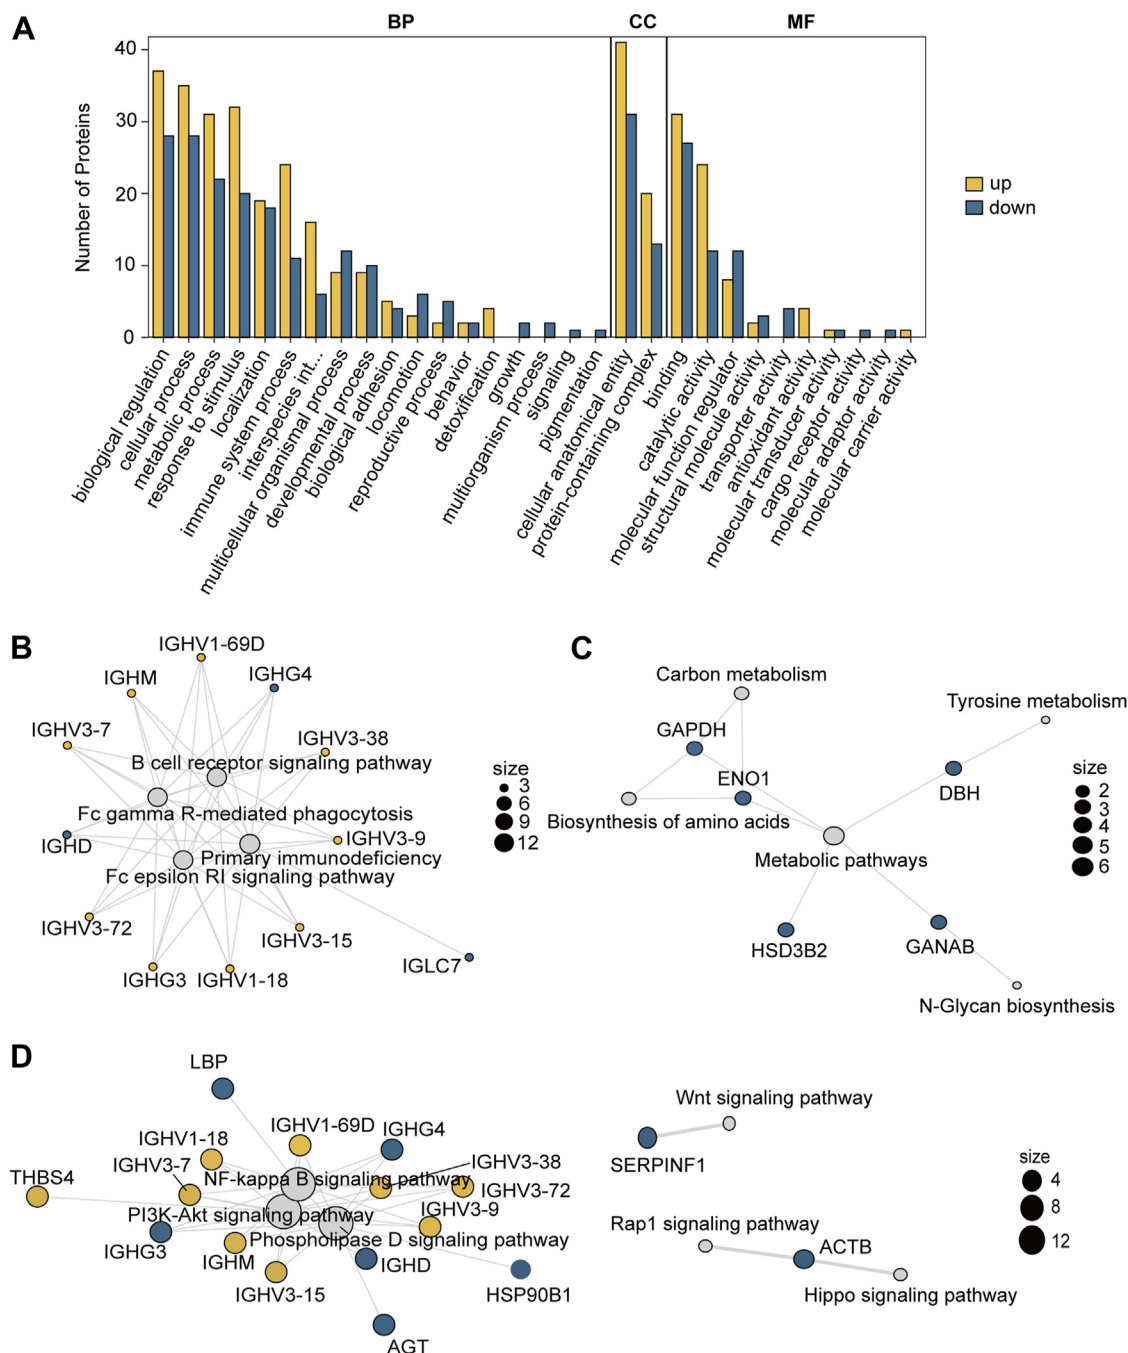 A
BP
CC
MF
40
30
20
10
0
Number of Proteins
up
down
biological regulation
cellular process
metabolic process
response to stimulus
localization
immune system process
interspecies int...
multicellular organismal process
developmental process
biological adhesion
locomotion
reproductive process
behavior
detoxification
growth
multiorganism process
signaling
pigmentation
cellular anatomical entity
protein-containing complex
binding
catalytic activity
molecular function regulator
structural molecule activity
transporter activity
antioxidant activity
molecular transducer activity
cargo receptor activity
molecular adaptor activity
molecular carrier activity
B
IGHV1-69D
IGHM
IGHG4
IGHV3-7
IGHV3-38
B cell receptor signaling pathway
Fc gamma R-mediated phagocytosis
IGHD
IGHV3-9
Primary immunodeficiency
Fc epsilon RI signaling pathway
IGHV3-72
IGHV3-15
IGHG3
IGHV1-18
IGLC7
size
3
6
9
12
C
Carbon metabolism
Tyrosine metabolism
GAPDH
ENO1
DBH
Biosynthesis of amino acids
Metabolic pathways
HSD3B2
GANAB
N-Glycan biosynthesis
size
2
3
4
5
6
D
LBP
IGHV1-69D
IGHG4
IGHV1-18
IGHV3-7
IGHV3-38
THBS4
NF-kappa B signaling pathway
IGHV3-72
PI3K-Akt signaling pathway
IGHV3-9
IGHG3
Phospholipase D signaling pathway
IGHM
IGHD
IGHV3-15
HSP90B1
AGT
Wnt signaling pathway
SERPINF1
Rap1 signaling pathway
ACTB
Hippo signaling pathway
size
4
8
12